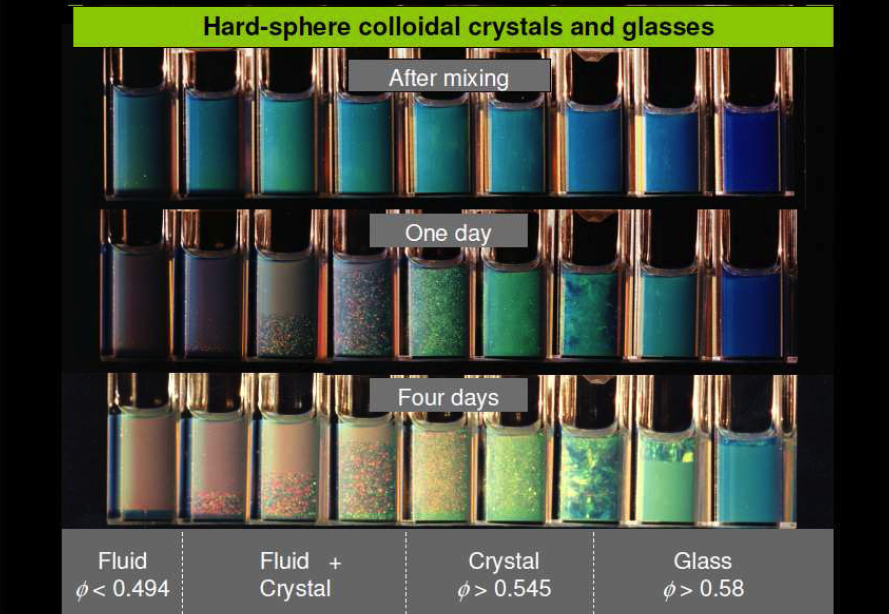 Hard-sphere colloidal crystals and glasses
After mixing
One day
Four days
Fluid
ϕ < 0.494
Fluid +
Crystal
Crystal
ϕ > 0.545
Glass
ϕ > 0.58